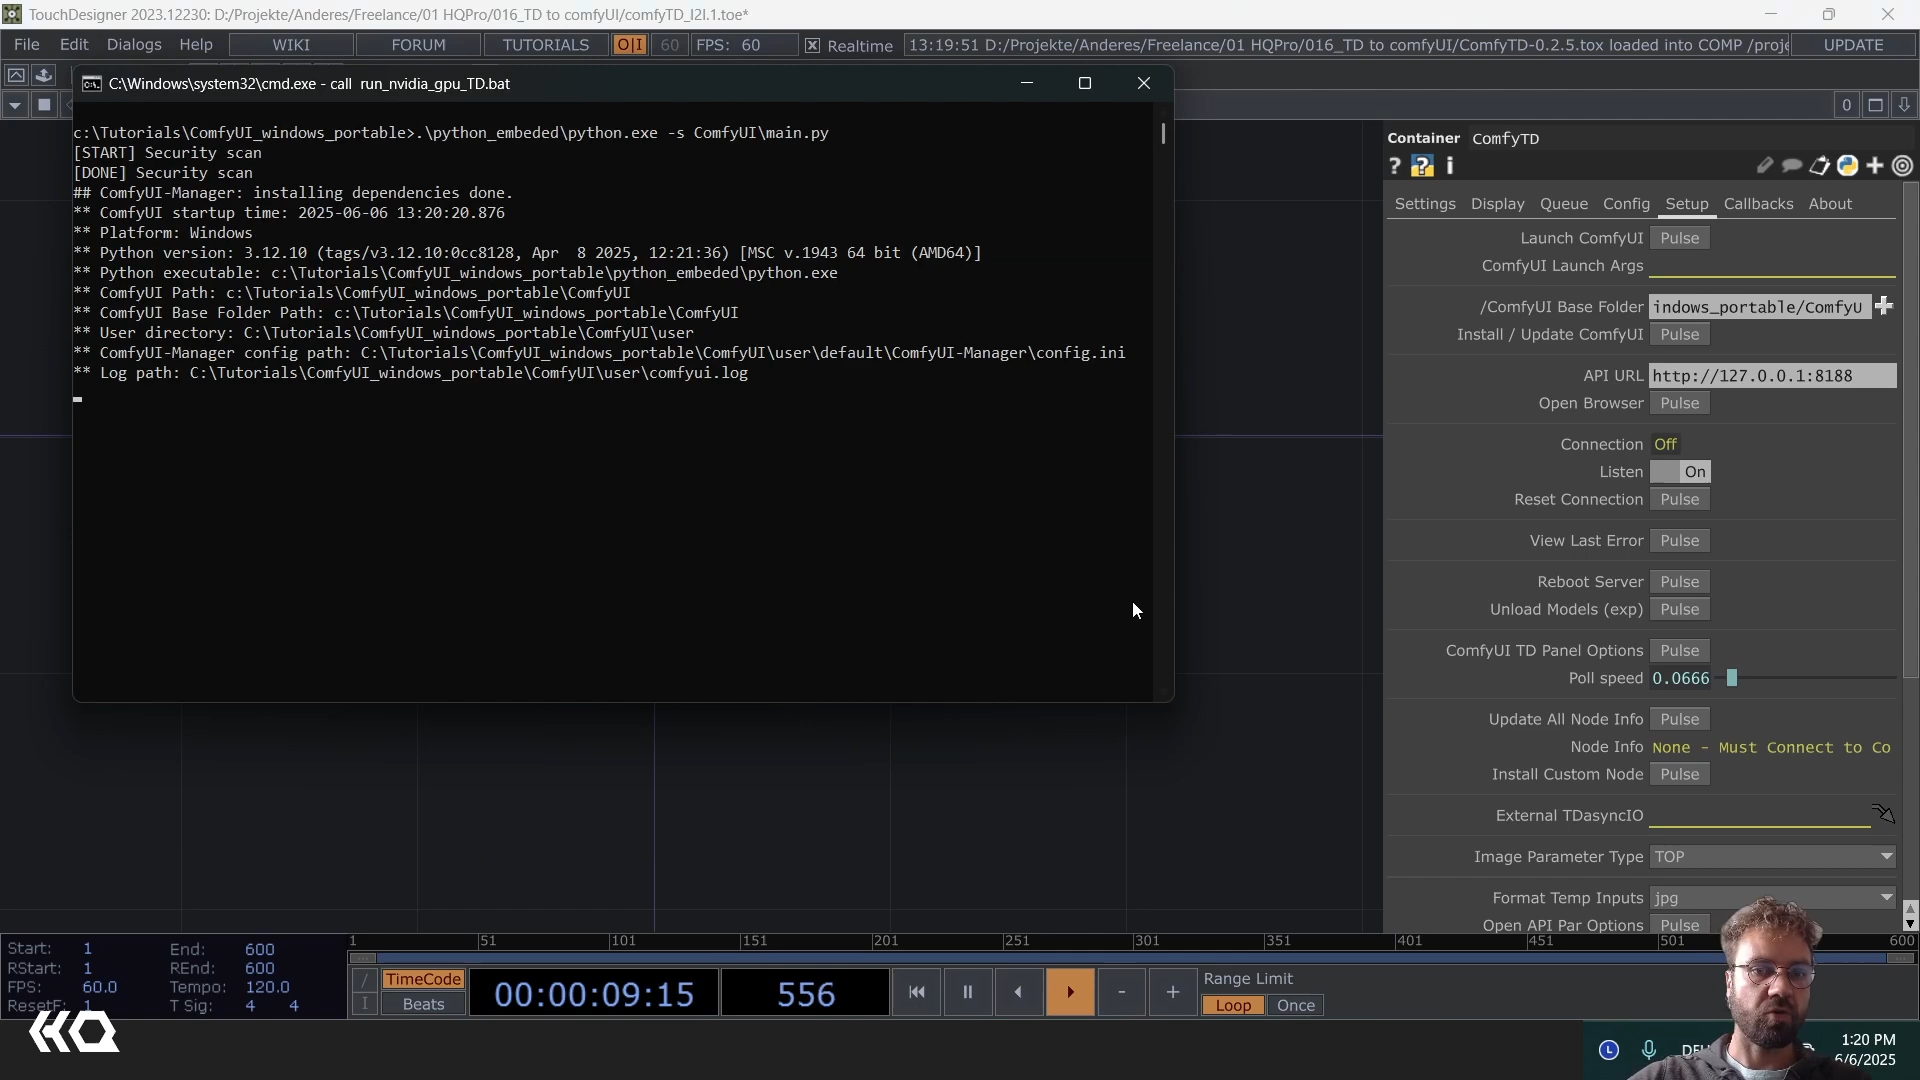 TouchDesigner 2023.12230: D:/Projekte/Anderes/Freelance/01 HQPro/016_TD to comfyUI/comfyTD_I2I.1.toe*
File Edit Dialogs Help WIKI FORUM TUTORIALS O|I 60 FPS: 60 Realtime 13:19:51 D:/Projekte/Anderes/Freelance/01 HQPro/016_TD to comfyUI/ComfyTD-0.2.5.tox loaded into COMP /proje UPDATE
C:\Windows\system32\cmd.exe - call run_nvidia_gpu_TD.bat
0
c:\Tutorials\ComfyUI_windows_portable>.\python_embeded\python.exe -s ComfyUI\main.py
[START] Security scan
[DONE] Security scan
## ComfyUI-Manager: installing dependencies done.
** ComfyUI startup time: 2025-06-06 13:20:20.876
** Platform: Windows
** Python version: 3.12.10 (tags/v3.12.10:0cc8128, Apr  8 2025, 12:21:36) [MSC v.1943 64 bit (AMD64)]
** Python executable: c:\Tutorials\ComfyUI_windows_portable\python_embeded\python.exe
** ComfyUI Path: c:\Tutorials\ComfyUI_windows_portable\ComfyUI
** ComfyUI Base Folder Path: c:\Tutorials\ComfyUI_windows_portable\ComfyUI
** User directory: C:\Tutorials\ComfyUI_windows_portable\ComfyUI\user
** ComfyUI-Manager config path: C:\Tutorials\ComfyUI_windows_portable\ComfyUI\user\default\ComfyUI-Manager\config.ini
** Log path: C:\Tutorials\ComfyUI_windows_portable\ComfyUI\user\comfyui.log
Container ComfyTD
? ? i
Settings Display Queue Config Setup Callbacks About
Launch ComfyUI Pulse
ComfyUI Launch Args
/ComfyUI Base Folder indows_portable/ComfyU
Install / Update ComfyUI Pulse
API URL http://127.0.0.1:8188
Open Browser Pulse
Connection Off
Listen On
Reset Connection Pulse
View Last Error Pulse
Reboot Server Pulse
Unload Models (exp) Pulse
ComfyUI TD Panel Options Pulse
Poll speed 0.0666
Update All Node Info Pulse
Node Info None - Must Connect to Co
Install Custom Node Pulse
External TDasyncIO
Image Parameter Type TOP
Format Temp Inputs jpg
Open API Par Options Pulse
1 51 101 151 201 251 301 351 401 451 501 600
Start: 1 End: 600
RStart: 1 REnd: 600
FPS: 60.0 Tempo: 120.0
ResetF: 1 T Sig: 4 4
/ TimeCode
I Beats
00:00:09:15 556
- +
Range Limit
Loop Once
HQ
1:20 PM
6/6/2025